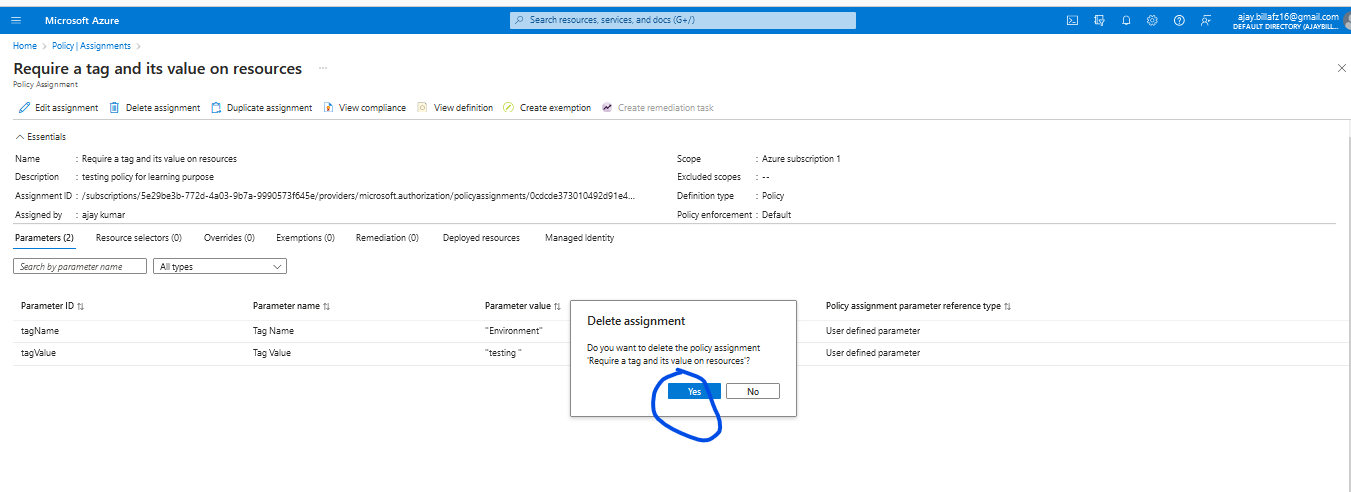 Microsoft Azure
Search resources, services, and docs (G+/)
ajay.billafz16@gmail.com
DEFAULT DIRECTORY (AJAYBILL...
Home > Policy | Assignments >
Require a tag and its value on resources ...
Policy Assignment
Edit assignment Delete assignment Duplicate assignment View compliance View definition Create exemption Create remediation task
Essentials
Name : Require a tag and its value on resources Scope : Azure subscription 1
Description : testing policy for learning purpose Excluded scopes : --
Assignment ID : /subscriptions/5e29be3b-772d-4a03-9b7a-9990573f645e/providers/microsoft.authorization/policyassignments/0cdcde373010492d91e4... Definition type : Policy
Assigned by : ajay kumar Policy enforcement : Default
Parameters (2) Resource selectors (0) Overrides (0) Exemptions (0) Remediation (0) Deployed resources Managed Identity
Search by parameter name All types
Parameter ID Parameter name Parameter value Policy assignment parameter reference type
tagName Tag Name "Environment" User defined parameter
tagValue Tag Value "testing " User defined parameter
Delete assignment
Do you want to delete the policy assignment
'Require a tag and its value on resources'?
Yes No